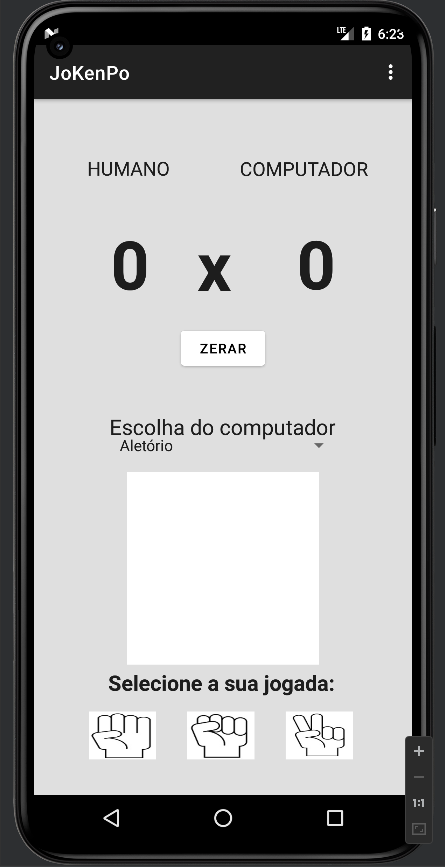 LTE 6:23
JoKenPo
HUMANO COMPUTADOR
0 x 0
ZERAR
Escolha do computador
Aletório
Selecione a sua jogada:
1:1